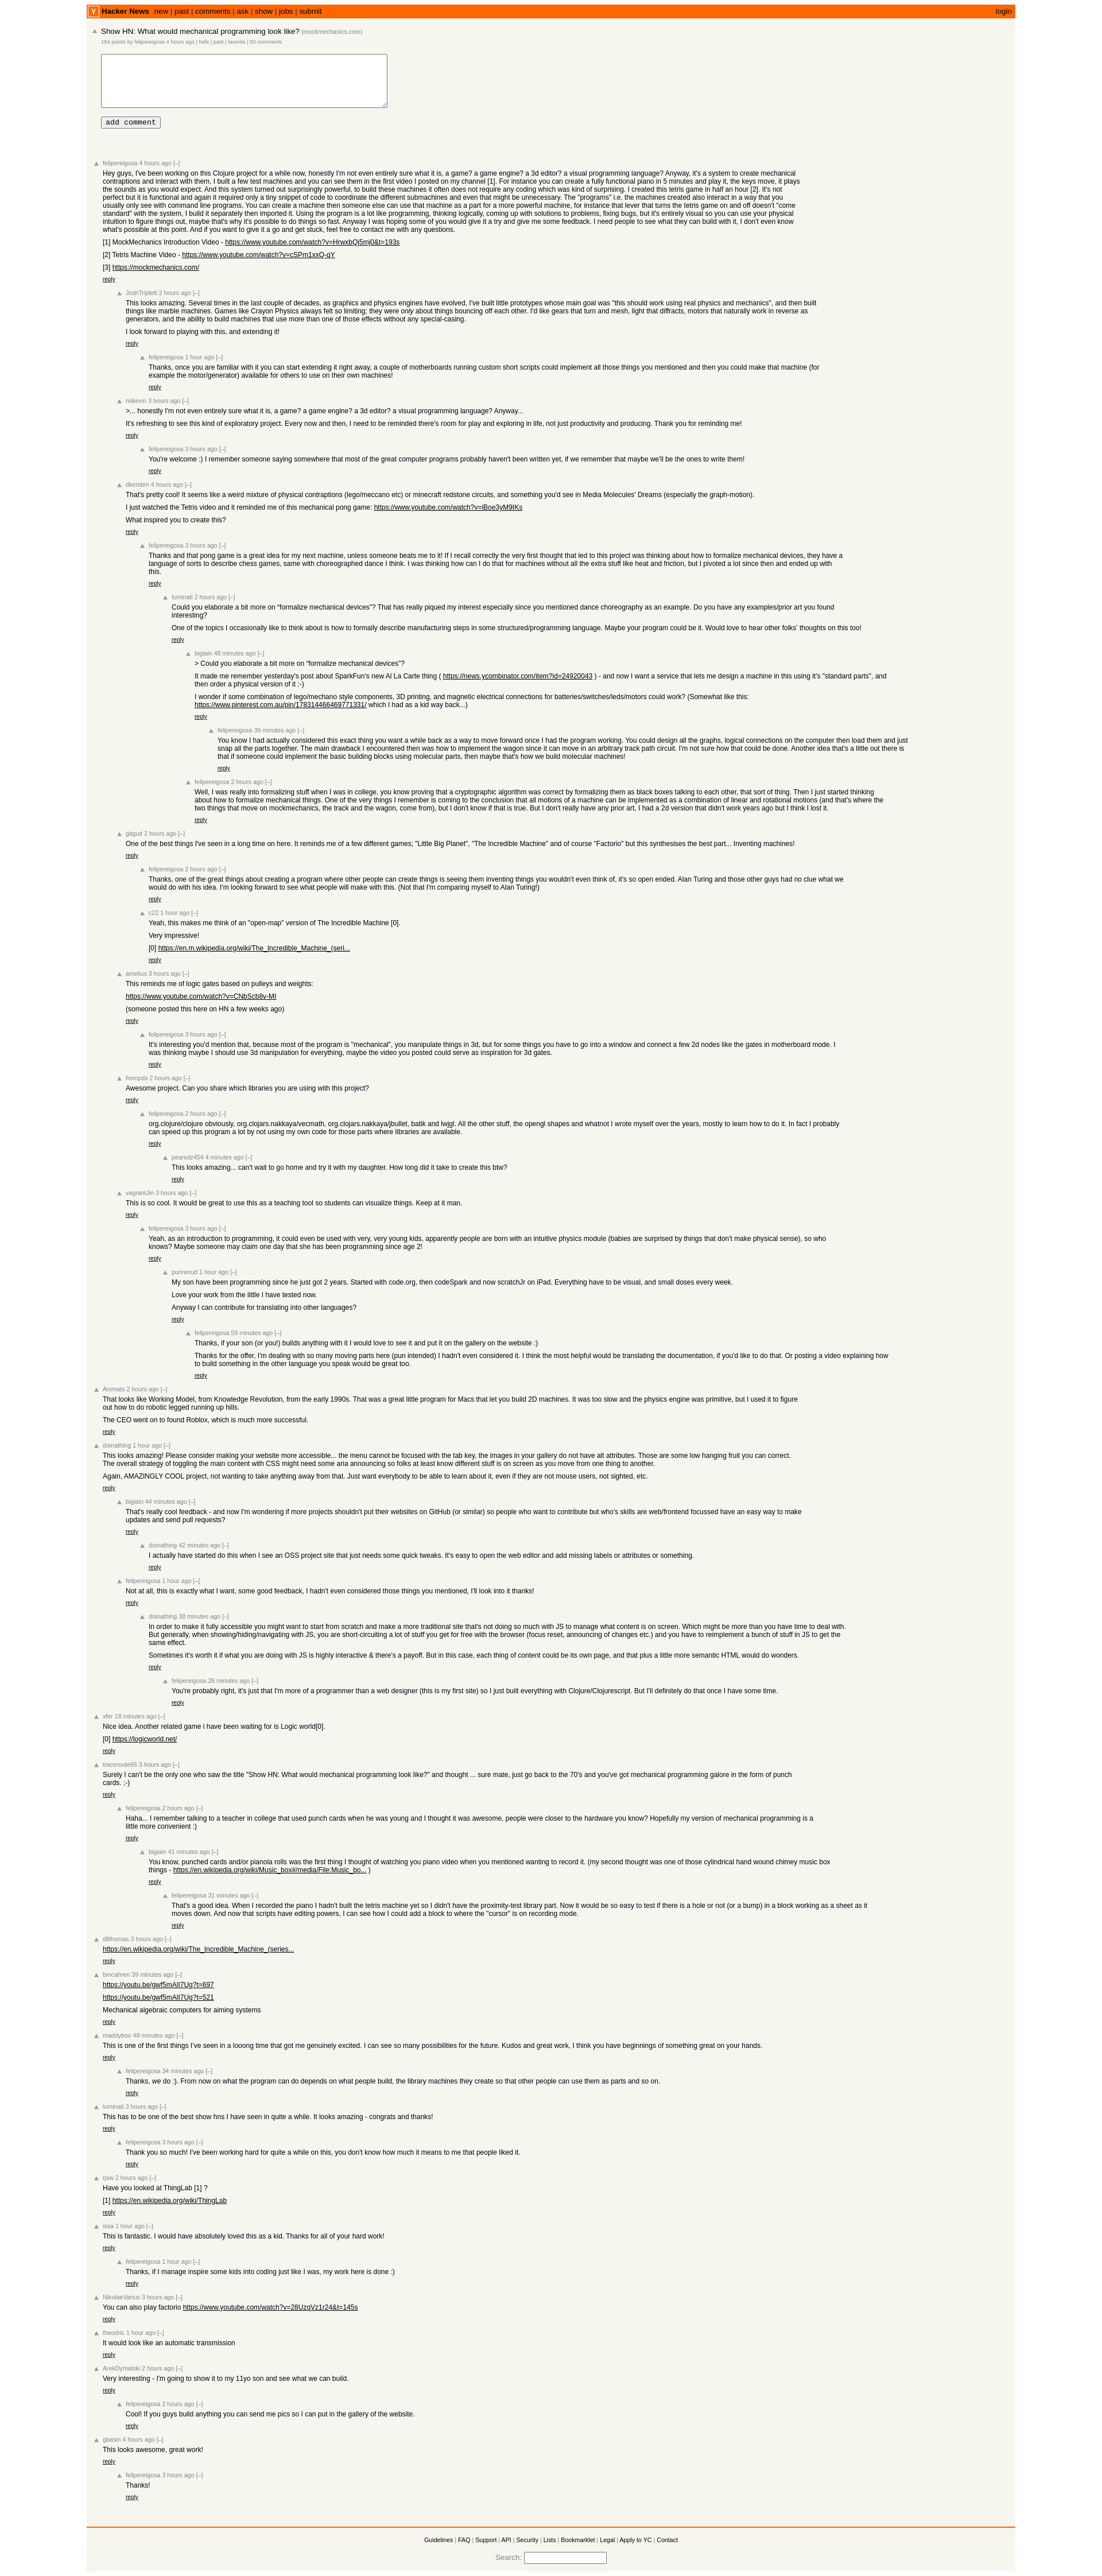 Hacker News new | past | comments | ask | show | jobs | submit
login
Show HN: What would mechanical programming look like? (mockmechanics.com)
184 points by felipereigosa 4 hours ago | hide | past | favorite | 50 comments
add comment
felipereigosa 4 hours ago [–]
Hey guys, I've been working on this Clojure project for a while now, honestly I'm not even entirely sure what it is, a game? a game engine? a 3d editor? a visual programming language? Anyway, it's a system to create mechanical
contraptions and interact with them. I built a few test machines and you can see them in the first video I posted on my channel [1]. For instance you can create a fully functional piano in 5 minutes and play it, the keys move, it plays
the sounds as you would expect. And this system turned out surprisingly powerful, to build these machines it often does not require any coding which was kind of surprising. I created this tetris game in half an hour [2]. It's not
perfect but it is functional and again it required only a tiny snippet of code to coordinate the different submachines and even that might be unnecessary. The "programs" i.e. the machines created also interact in a way that you
usually only see with command line programs. You can create a machine then someone else can use that machine as a part for a more powerful machine, for instance that lever that turns the tetris game on and off doesn't "come
standard" with the system, I build it separately then imported it. Using the program is a lot like programming, thinking logically, coming up with solutions to problems, fixing bugs, but it's entirely visual so you can use your physical
intuition to figure things out, maybe that's why it's possible to do things so fast. Anyway I was hoping some of you would give it a try and give me some feedback. I need people to see what they can build with it, I don't even know
what's possible at this point. And if you want to give it a go and get stuck, feel free to contact me with any questions.
[1] MockMechanics Introduction Video - https://www.youtube.com/watch?v=HrwxbQj5mj0&t=193s
[2] Tetris Machine Video - https://www.youtube.com/watch?v=cSPm1xxQ-qY
[3] https://mockmechanics.com/
reply
JoshTriplett 2 hours ago [–]
This looks amazing. Several times in the last couple of decades, as graphics and physics engines have evolved, I've built little prototypes whose main goal was "this should work using real physics and mechanics", and then built
things like marble machines. Games like Crayon Physics always felt so limiting; they were only about things bouncing off each other. I'd like gears that turn and mesh, light that diffracts, motors that naturally work in reverse as
generators, and the ability to build machines that use more than one of those effects without any special-casing.
I look forward to playing with this, and extending it!
reply
felipereigosa 1 hour ago [–]
Thanks, once you are familiar with it you can start extending it right away, a couple of motherboards running custom short scripts could implement all those things you mentioned and then you could make that machine (for
example the motor/generator) available for others to use on their own machines!
reply
mikevin 3 hours ago [–]
>... honestly I'm not even entirely sure what it is, a game? a game engine? a 3d editor? a visual programming language? Anyway...
It's refreshing to see this kind of exploratory project. Every now and then, I need to be reminded there's room for play and exploring in life, not just productivity and producing. Thank you for reminding me!
reply
felipereigosa 3 hours ago [–]
You're welcome :) I remember someone saying somewhere that most of the great computer programs probably haven't been written yet, if we remember that maybe we'll be the ones to write them!
reply
dkersten 4 hours ago [–]
That's pretty cool! It seems like a weird mixture of physical contraptions (lego/meccano etc) or minecraft redstone circuits, and something you'd see in Media Molecules' Dreams (especially the graph-motion).
I just watched the Tetris video and it reminded me of this mechanical pong game: https://www.youtube.com/watch?v=iBoe3yM9IKs
What inspired you to create this?
reply
felipereigosa 3 hours ago [–]
Thanks and that pong game is a great idea for my next machine, unless someone beats me to it! If I recall correctly the very first thought that led to this project was thinking about how to formalize mechanical devices, they have a
language of sorts to describe chess games, same with choreographed dance I think. I was thinking how can I do that for machines without all the extra stuff like heat and friction, but I pivoted a lot since then and ended up with
this.
reply
luminati 2 hours ago [–]
Could you elaborate a bit more on “formalize mechanical devices”? That has really piqued my interest especially since you mentioned dance choreography as an example. Do you have any examples/prior art you found
interesting?
One of the topics I occasionally like to think about is how to formally describe manufacturing steps in some structured/programming language. Maybe your program could be it. Would love to hear other folks' thoughts on this too!
reply
bigiain 48 minutes ago [–]
> Could you elaborate a bit more on “formalize mechanical devices”?
It made me remember yesterday's post about SparkFun's new Al La Carte thing ( https://news.ycombinator.com/item?id=24920043 ) - and now I want a service that lets me design a machine in this using it's "standard parts", and
then order a physical version of it :-)
I wonder if some combination of lego/mechano style components, 3D printing, and magnetic electrical connections for batteries/switches/leds/motors could work? (Somewhat like this:
https://www.pinterest.com.au/pin/178314466469771331/ which I had as a kid way back...)
reply
felipereigosa 39 minutes ago [–]
You know I had actually considered this exact thing you want a while back as a way to move forward once I had the program working. You could design all the graphs, logical connections on the computer then load them and just
snap all the parts together. The main drawback I encountered then was how to implement the wagon since it can move in an arbitrary track path circuit. I'm not sure how that could be done. Another idea that's a little out there is
that if someone could implement the basic building blocks using molecular parts, then maybe that's how we build molecular machines!
reply
felipereigosa 2 hours ago [–]
Well, I was really into formalizing stuff when I was in college, you know proving that a cryptographic algorithm was correct by formalizing them as black boxes talking to each other, that sort of thing. Then I just started thinking
about how to formalize mechanical things. One of the very things I remember is coming to the conclusion that all motions of a machine can be implemented as a combination of linear and rotational motions (and that's where the
two things that move on mockmechanics, the track and the wagon, come from), but I don't know if that is true. But I don't really have any prior art, I had a 2d version that didn't work years ago but I think I lost it.
reply
gitgud 2 hours ago [–]
One of the best things I've seen in a long time on here. It reminds me of a few different games; "Little Big Planet", "The Incredible Machine" and of course "Factorio" but this synthesises the best part... Inventing machines!
reply
felipereigosa 2 hours ago [–]
Thanks, one of the great things about creating a program where other people can create things is seeing them inventing things you wouldn't even think of, it's so open ended. Alan Turing and those other guys had no clue what we
would do with his idea. I'm looking forward to see what people will make with this. (Not that I'm comparing myself to Alan Turing!)
reply
c22 1 hour ago [–]
Yeah, this makes me think of an "open-map" version of The Incredible Machine [0].
Very impressive!
[0] https://en.m.wikipedia.org/wiki/The_Incredible_Machine_(seri...
reply
amelius 3 hours ago [–]
This reminds me of logic gates based on pulleys and weights:
https://www.youtube.com/watch?v=CNbScb8v-MI
(someone posted this here on HN a few weeks ago)
reply
felipereigosa 3 hours ago [–]
It's interesting you'd mention that, because most of the program is "mechanical", you manipulate things in 3d, but for some things you have to go into a window and connect a few 2d nodes like the gates in motherboard mode. I
was thinking maybe I should use 3d manipulation for everything, maybe the video you posted could serve as inspiration for 3d gates.
reply
frompdx 2 hours ago [–]
Awesome project. Can you share which libraries you are using with this project?
reply
felipereigosa 2 hours ago [–]
org.clojure/clojure obviously, org.clojars.nakkaya/vecmath, org.clojars.nakkaya/jbullet, batik and lwjgl. All the other stuff, the opengl shapes and whatnot I wrote myself over the years, mostly to learn how to do it. In fact I probably
can speed up this program a lot by not using my own code for those parts where libraries are available.
reply
peanutz454 4 minutes ago [–]
This looks amazing... can't wait to go home and try it with my daughter. How long did it take to create this btw?
reply
vagrantJin 3 hours ago [–]
This is so cool. It would be great to use this as a teaching tool so students can visualize things. Keep at it man.
reply
felipereigosa 3 hours ago [–]
Yeah, as an introduction to programming, it could even be used with very, very young kids, apparently people are born with an intuitive physics module (babies are surprised by things that don't make physical sense), so who
knows? Maybe someone may claim one day that she has been programming since age 2!
reply
punnerud 1 hour ago [–]
My son have been programming since he just got 2 years. Started with code.org, then codeSpark and now scratchJr on iPad. Everything have to be visual, and small doses every week.
Love your work from the little I have tested now.
Anyway I can contribute for translating into other languages?
reply
felipereigosa 59 minutes ago [–]
Thanks, if your son (or you!) builds anything with it I would love to see it and put it on the gallery on the website :)
Thanks for the offer, I'm dealing with so many moving parts here (pun intended) I hadn't even considered it. I think the most helpful would be translating the documentation, if you'd like to do that. Or posting a video explaining how
to build something in the other language you speak would be great too.
reply
Animats 2 hours ago [–]
That looks like Working Model, from Knowledge Revolution, from the early 1990s. That was a great little program for Macs that let you build 2D machines. It was too slow and the physics engine was primitive, but I used it to figure
out how to do robotic legged running up hills.
The CEO went on to found Roblox, which is much more successful.
reply
doinathing 1 hour ago [–]
This looks amazing! Please consider making your website more accessible... the menu cannot be focused with the tab key, the images in your gallery do not have alt attributes. Those are some low hanging fruit you can correct.
The overall strategy of toggling the main content with CSS might need some aria announcing so folks at least know different stuff is on screen as you move from one thing to another.
Again, AMAZINGLY COOL project, not wanting to take anything away from that. Just want everybody to be able to learn about it, even if they are not mouse users, not sighted, etc.
reply
bigiain 44 minutes ago [–]
That's really cool feedback - and now I'm wondering if more projects shouldn't put their websites on GitHub (or similar) so people who want to contribute but who's skills are web/frontend focussed have an easy way to make
updates and send pull requests?
reply
doinathing 42 minutes ago [–]
I actually have started do this when I see an OSS project site that just needs some quick tweaks. It's easy to open the web editor and add missing labels or attributes or something.
reply
felipereigosa 1 hour ago [–]
Not at all, this is exactly what I want, some good feedback, I hadn't even considered those things you mentioned, I'll look into it thanks!
reply
doinathing 38 minutes ago [–]
In order to make it fully accessible you might want to start from scratch and make a more traditional site that's not doing so much with JS to manage what content is on screen. Which might be more than you have time to deal with.
But generally, when showing/hiding/navigating with JS, you are short-circuiting a lot of stuff you get for free with the browser (focus reset, announcing of changes etc.) and you have to reimplement a bunch of stuff in JS to get the
same effect.
Sometimes it's worth it if what you are doing with JS is highly interactive & there's a payoff. But in this case, each thing of content could be its own page, and that plus a little more semantic HTML would do wonders.
reply
felipereigosa 26 minutes ago [–]
You're probably right, it's just that I'm more of a programmer than a web designer (this is my first site) so I just built everything with Clojure/Clojurescript. But I'll definitely do that once I have some time.
reply
xfer 18 minutes ago [–]
Nice idea. Another related game i have been waiting for is Logic world[0].
[0] https://logicworld.net/
reply
traceroute66 3 hours ago [–]
Surely I can't be the only one who saw the title "Show HN: What would mechanical programming look like?" and thought ... sure mate, just go back to the 70's and you've got mechanical programming galore in the form of punch
cards. ;-)
reply
felipereigosa 2 hours ago [–]
Haha... I remember talking to a teacher in college that used punch cards when he was young and I thought it was awesome, people were closer to the hardware you know? Hopefully my version of mechanical programming is a
little more convenient :)
reply
bigiain 41 minutes ago [–]
You know, punched cards and/or pianola rolls was the first thing I thought of watching you piano video when you mentioned wanting to record it. (my second thought was one of those cylindrical hand wound chimey music box
things - https://en.wikipedia.org/wiki/Music_box#/media/File:Music_bo... )
reply
felipereigosa 31 minutes ago [–]
That's a good idea. When I recorded the piano I hadn't built the tetris machine yet so I didn't have the proximity-test library part. Now it would be so easy to test if there is a hole or not (or a bump) in a block working as a sheet as it
moves down. And now that scripts have editing powers, I can see how I could add a block to where the "cursor" is on recording mode.
reply
dllthomas 3 hours ago [–]
https://en.wikipedia.org/wiki/The_Incredible_Machine_(series...
reply
bmcahren 39 minutes ago [–]
https://youtu.be/gwf5mAlI7Ug?t=697
https://youtu.be/gwf5mAlI7Ug?t=521
Mechanical algebraic computers for aiming systems
reply
maddyboo 48 minutes ago [–]
This is one of the first things I've seen in a looong time that got me genuinely excited. I can see so many possibilities for the future. Kudos and great work, I think you have beginnings of something great on your hands.
reply
felipereigosa 34 minutes ago [–]
Thanks, we do :). From now on what the program can do depends on what people build, the library machines they create so that other people can use them as parts and so on.
reply
luminati 3 hours ago [–]
This has to be one of the best show hns I have seen in quite a while. It looks amazing - congrats and thanks!
reply
felipereigosa 3 hours ago [–]
Thank you so much! I've been working hard for quite a while on this, you don't know how much it means to me that people liked it.
reply
rjsw 2 hours ago [–]
Have you looked at ThingLab [1] ?
[1] https://en.wikipedia.org/wiki/ThingLab
reply
issa 1 hour ago [–]
This is fantastic. I would have absolutely loved this as a kid. Thanks for all of your hard work!
reply
felipereigosa 1 hour ago [–]
Thanks, if I manage inspire some kids into coding just like I was, my work here is done :)
reply
NikolaeVarius 3 hours ago [–]
You can also play factorio https://www.youtube.com/watch?v=28UzqVz1r24&t=145s
reply
theodric 1 hour ago [–]
It would look like an automatic transmission
reply
ArekDymalski 2 hours ago [–]
Very interesting - I'm going to show it to my 11yo son and see what we can build.
reply
felipereigosa 2 hours ago [–]
Cool! If you guys build anything you can send me pics so I can put in the gallery of the website.
reply
gbasin 4 hours ago [–]
This looks awesome, great work!
reply
felipereigosa 3 hours ago [–]
Thanks!
reply
Guidelines | FAQ | Support | API | Security | Lists | Bookmarklet | Legal | Apply to YC | Contact
Search: